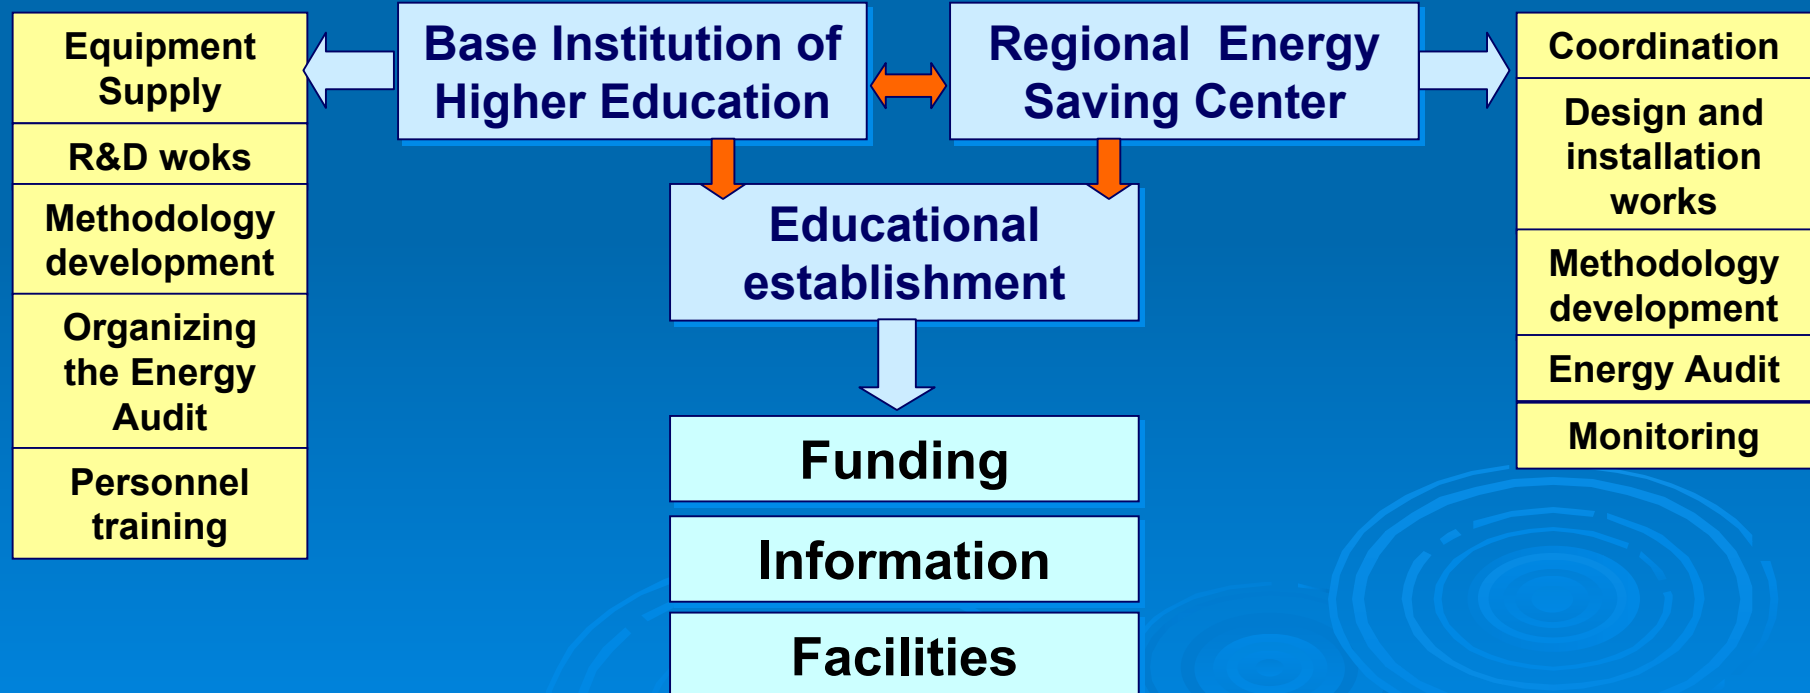 Equipment
Supply
R&D woks
Methodology
development
Organizing
the Energy
Audit
Personnel
training
Base Institution of
Higher Education
Regional Energy
Saving Center
Educational
establishment
Funding
Information
Facilities
Coordination
Design and
installation
works
Methodology
development
Energy Audit
Monitoring